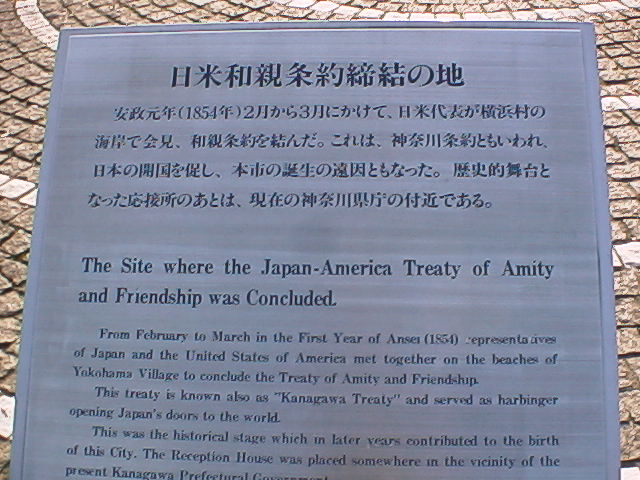 日米和親条約締結の地
安政元年(1854年)2月から3月にかけて、日米代表が横浜村の
海岸で会見、和親条約を結んだ。これは、神奈川条約ともいわれ、
日本の開国を促し、本市の誕生の遠因ともなった。歴史的舞台と
なった応接所のあとは、現在の神奈川県庁の付近である。
The Site where the Japan-America Treaty of Amity
and Friendship was Concluded.
From February to March in the First Year of Ansei (1854) representatives
of Japan and the United States of America met together on the beaches of
Yokohama Village to conclude the Treaty of Amity and Friendship.
This treaty is known also as "Kanagawa Treaty" and served as harbinger
opening Japan's doors to the world.
This was the historical stage which in later years contributed to the birth
of this City. The Reception House was placed somewhere in the vicinity of the
present Kanagawa Prefectural Government